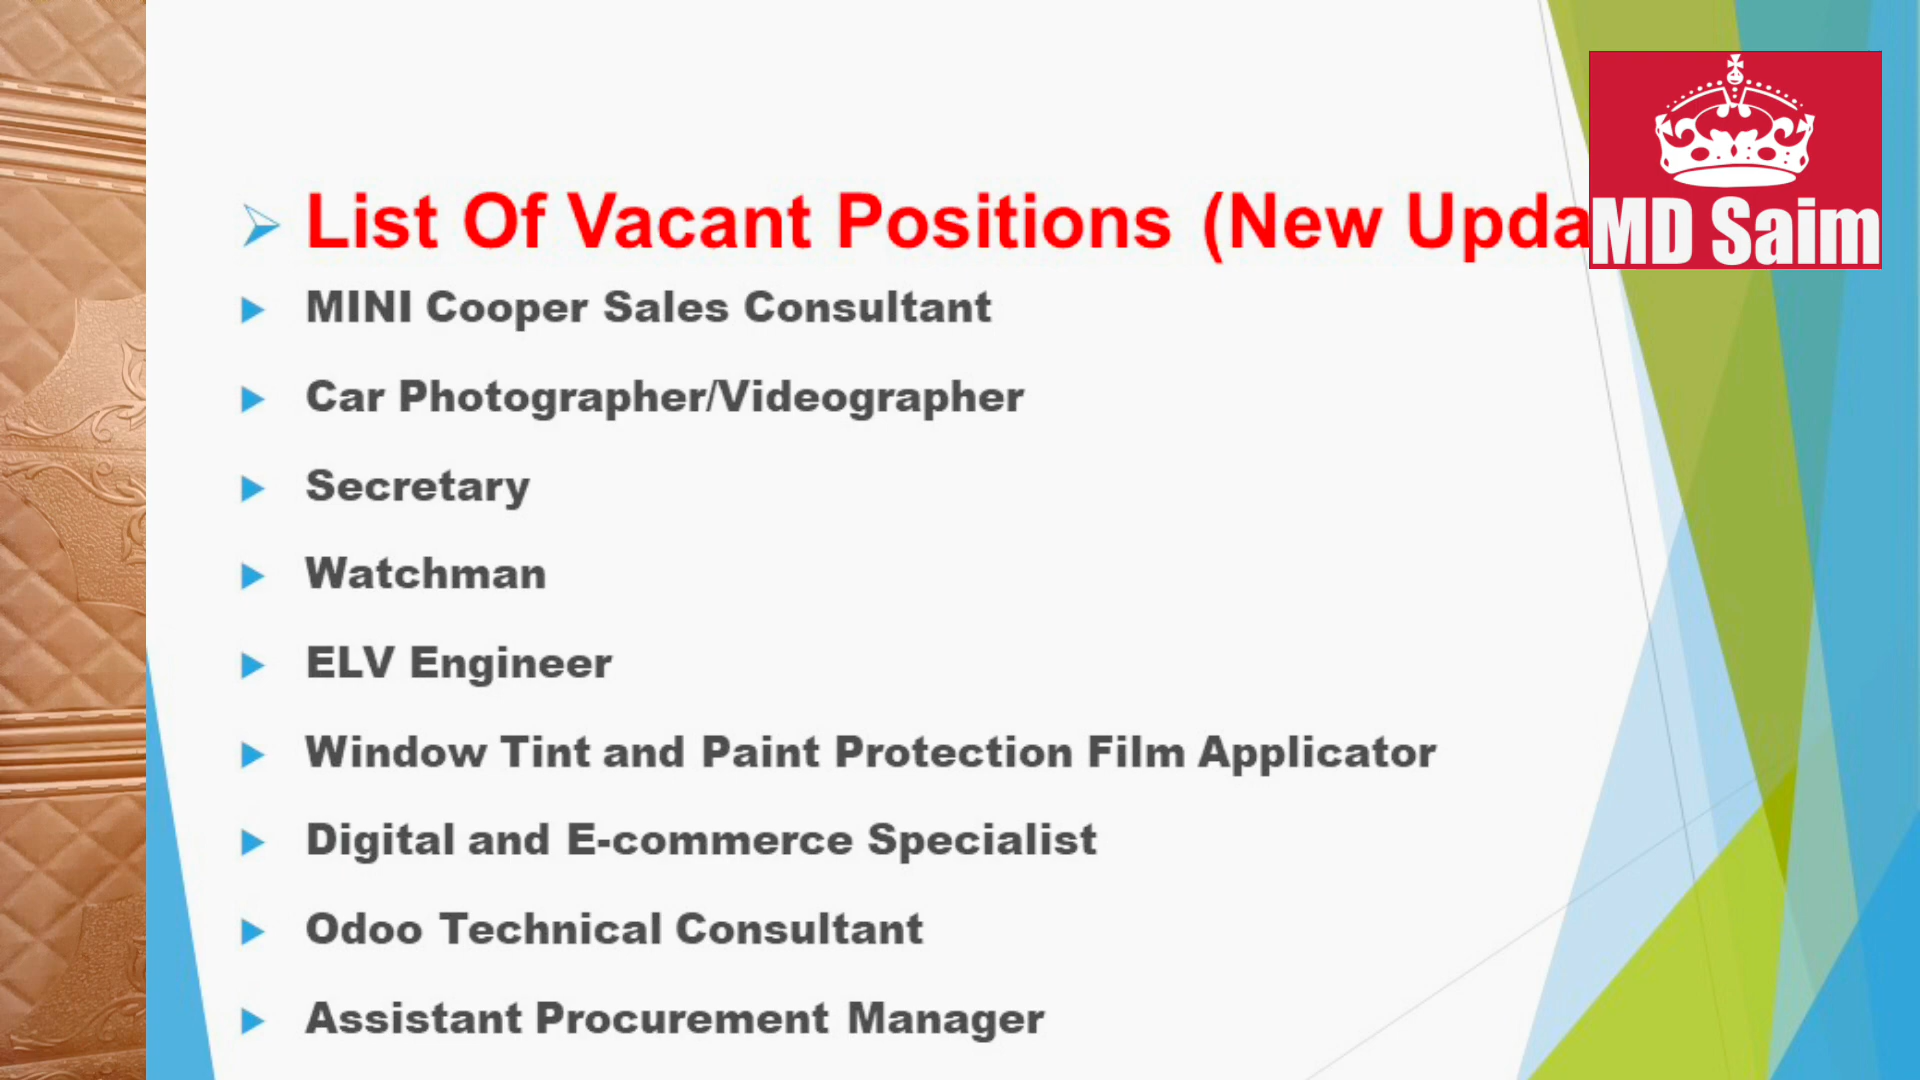 List Of Vacant Positions (New Upda
MD Saim
MINI Cooper Sales Consultant
Car Photographer/Videographer
Secretary
Watchman
ELV Engineer
Window Tint and Paint Protection Film Applicator
Digital and E-commerce Specialist
Odoo Technical Consultant
Assistant Procurement Manager